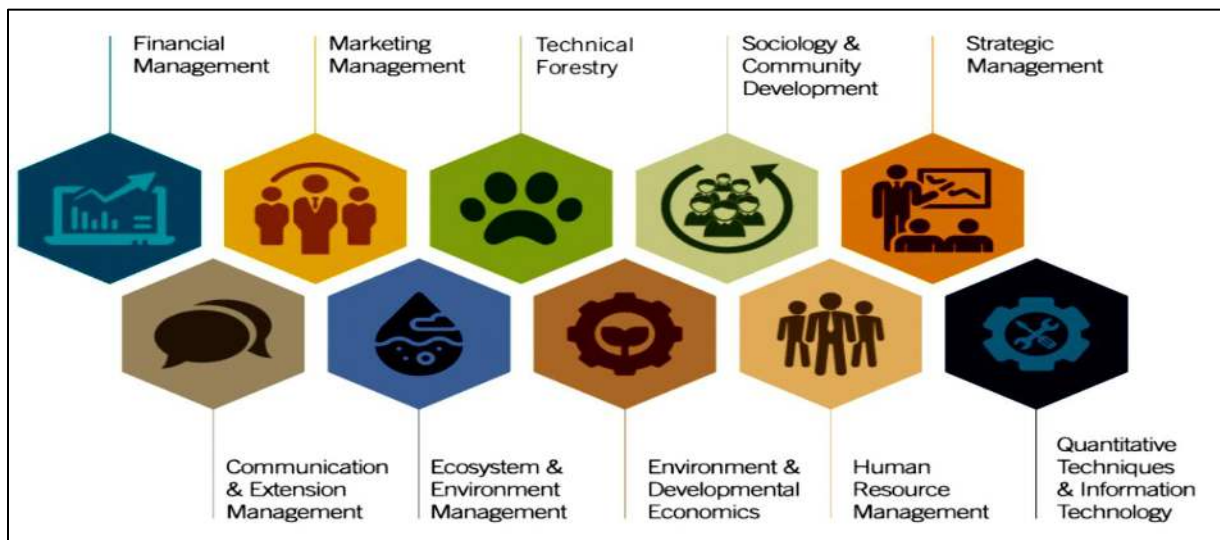 Financial
Management
Marketing
Management
Technical
Forestry
Sociology &
Community
Development
Strategic
Management
Communication
& Extension
Management
Ecosystem &
Environment
Management
Environment &
Developmental
Economics
Human
Resource
Management
Quantitative
Techniques
& Information
Technology